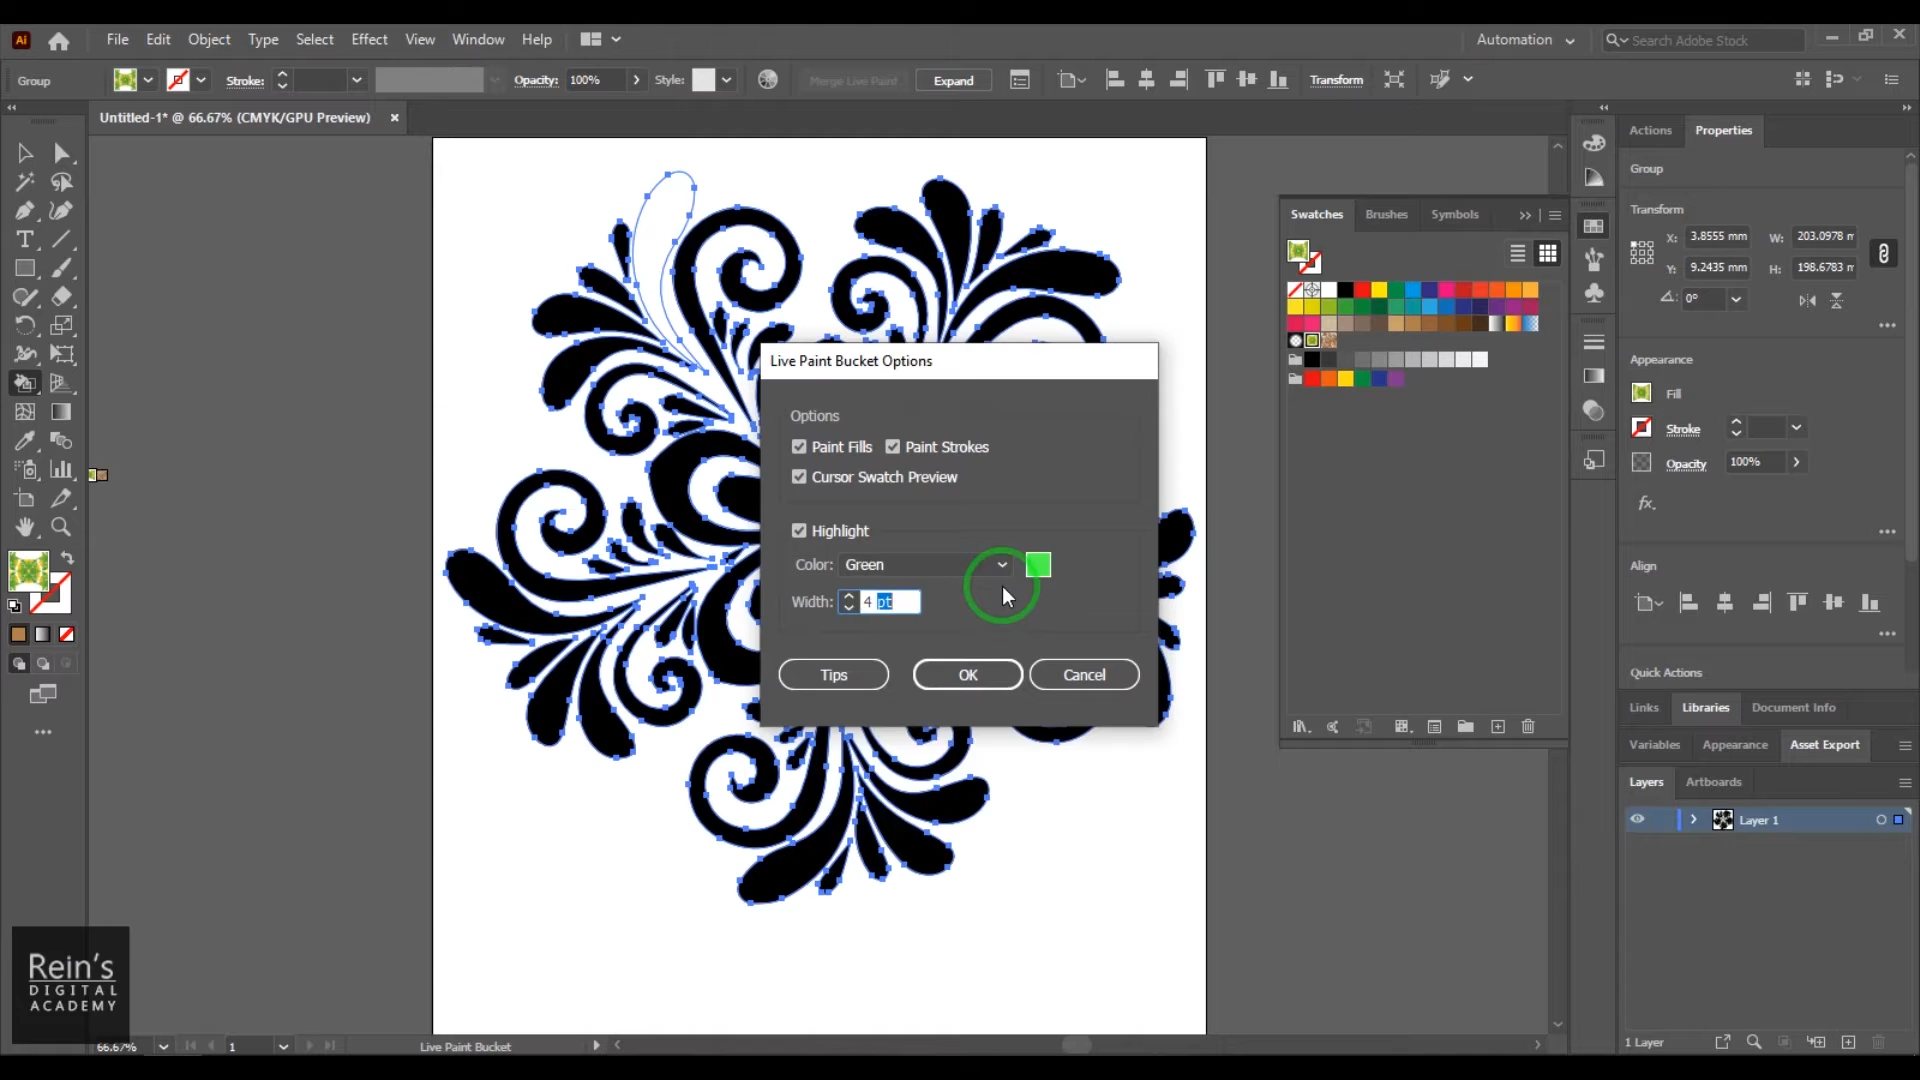 Ai File Edit Object Type Select Effect View Window Help Automation Search Adobe Stock
Group Stroke: Opacity: 100% Style: Merge Live Paint Expand Transform
Untitled-1* @ 66.67% (CMYK/GPU Preview) ×
Actions Properties
Group
Transform
X: 3.8555 mm W: 203.0978 m
Y: 9.2435 mm H: 198.6783 m
0°
Appearance
Fill
Stroke
Opacity 100%
fx.
Align
Quick Actions
Links Libraries Document Info
Variables Appearance Asset Export
Layers Artboards
Layer 1
1 Layer
Swatches Brushes Symbols
Live Paint Bucket Options
Options
Paint Fills Paint Strokes
Cursor Swatch Preview
Highlight
Color: Green
Width: 4 pt
Tips OK Cancel
Rein's
DIGITAL
ACADEMY
66.67% 1 Live Paint Bucket